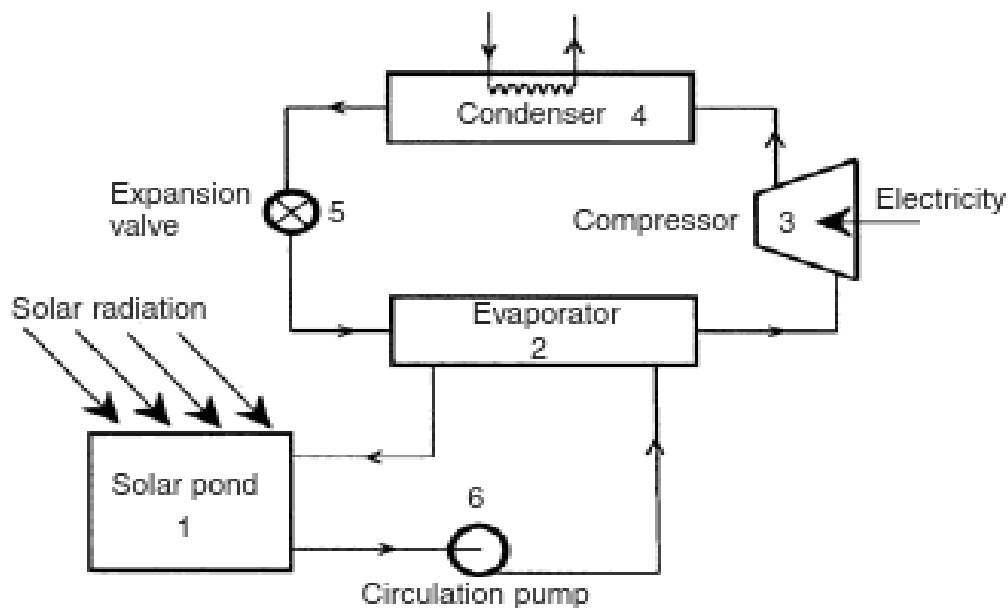 Condenser 4
Expansion
valve
5
Compressor
3
Electricity
Solar radiation
Evaporator
2
Solar pond
1
6
Circulation pump